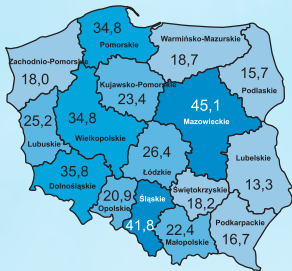 34,8
Pomorskie
Warmińsko-Mazurskie
18,7
Zachodnio-Pomorskie
18,0
Kujawsko-Pomorskie
23,4
15,7
Podlaskie
45,1
Mazowieckie
25,2
Lubuskie
34,8
Wielkopolskie
26,4
Łódzkie
Lubelskie
13,3
35,8
Dolnośląskie
20,9
Opolskie
Śląskie
41,8
Świętokrzyskie
18,2
22,4
Małopolskie
Podkarpackie
16,7